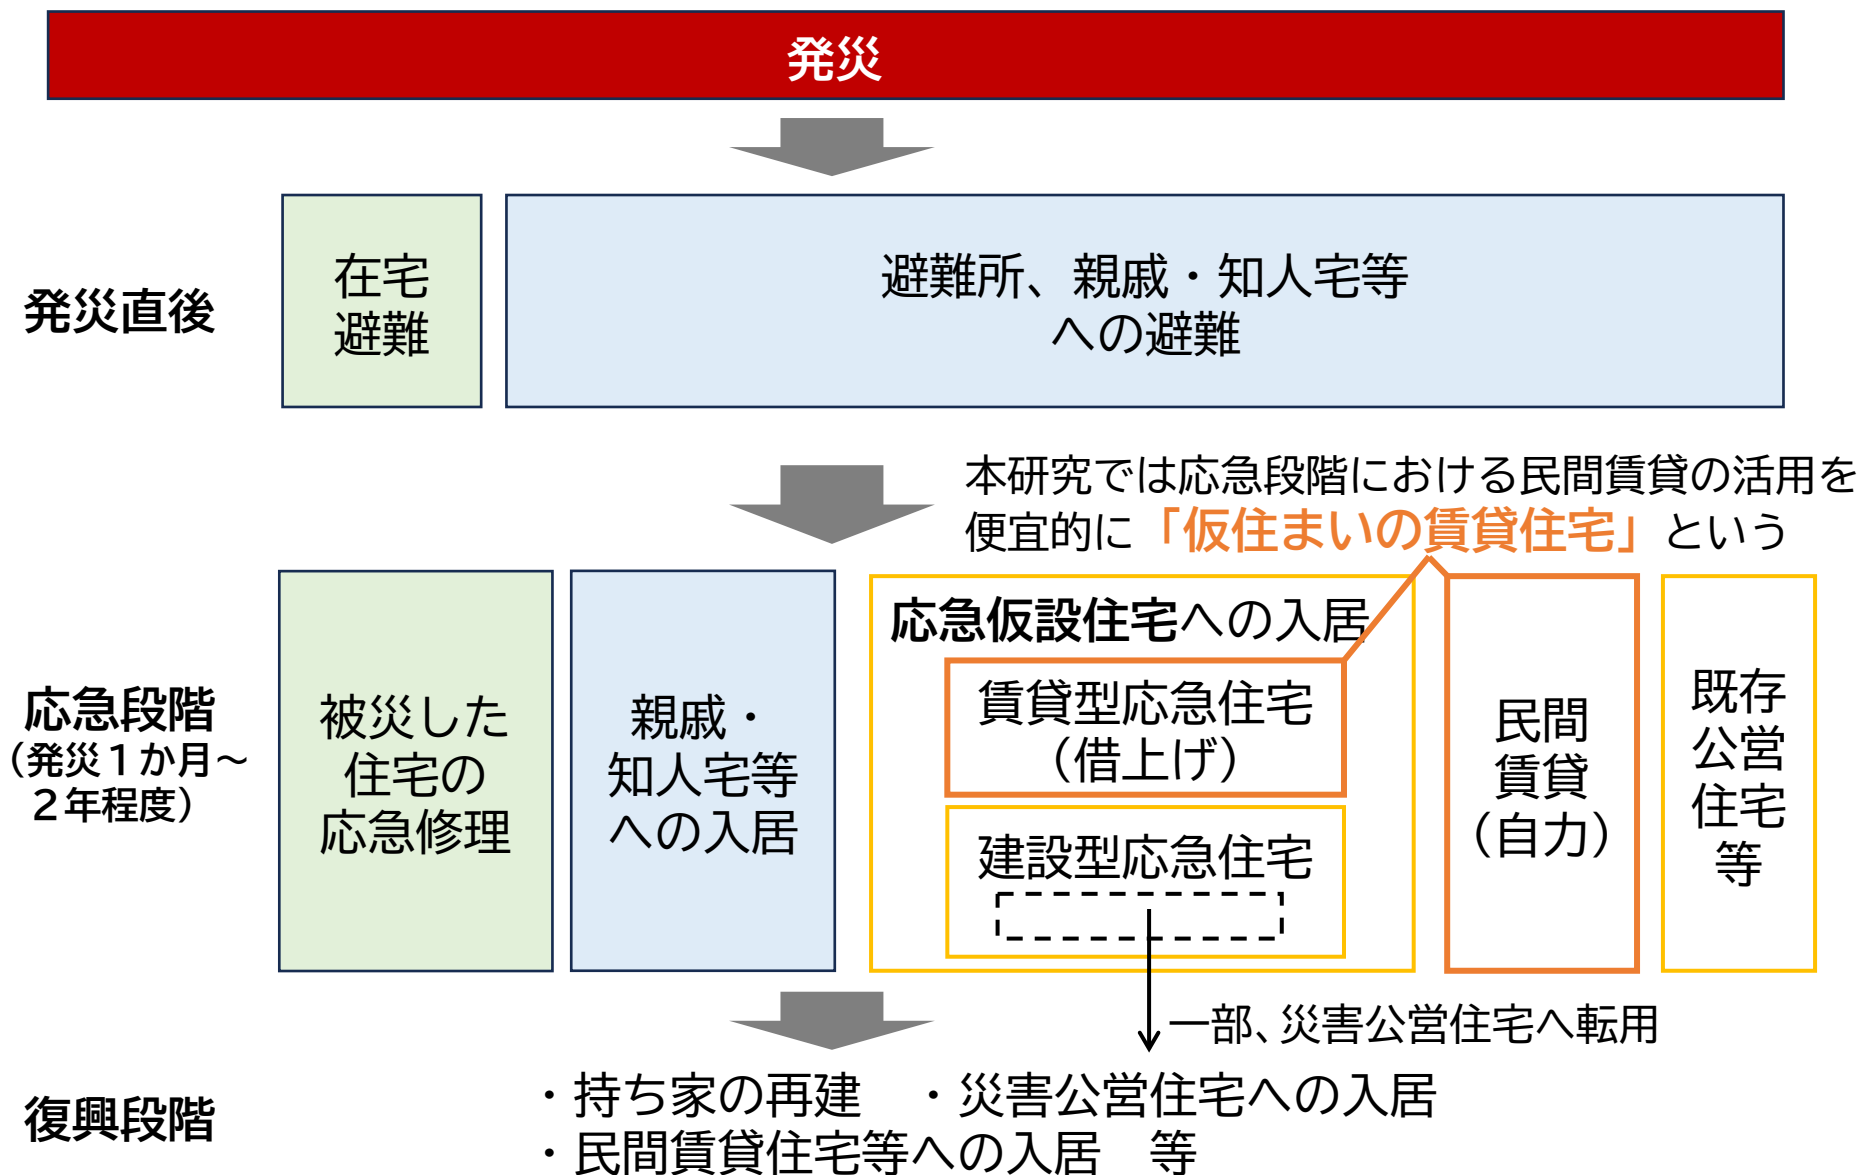 発災
発災直後
在宅
避難
避難所、親戚・知人宅等
への避難
本研究では応急段階における民間賃貸の活用を
便宜的に「仮住まいの賃貸住宅」という
応急段階
（発災１か月～
２年程度）
被災した
住宅の
応急修理
親戚・
知人宅等
への入居
応急仮設住宅への入居
賃貸型応急住宅
（借上げ）
建設型応急住宅
民間
賃貸
（自力）
既存
公営
住宅
等
一部、災害公営住宅へ転用
復興段階
・持ち家の再建　・災害公営住宅への入居
・民間賃貸住宅等への入居　等